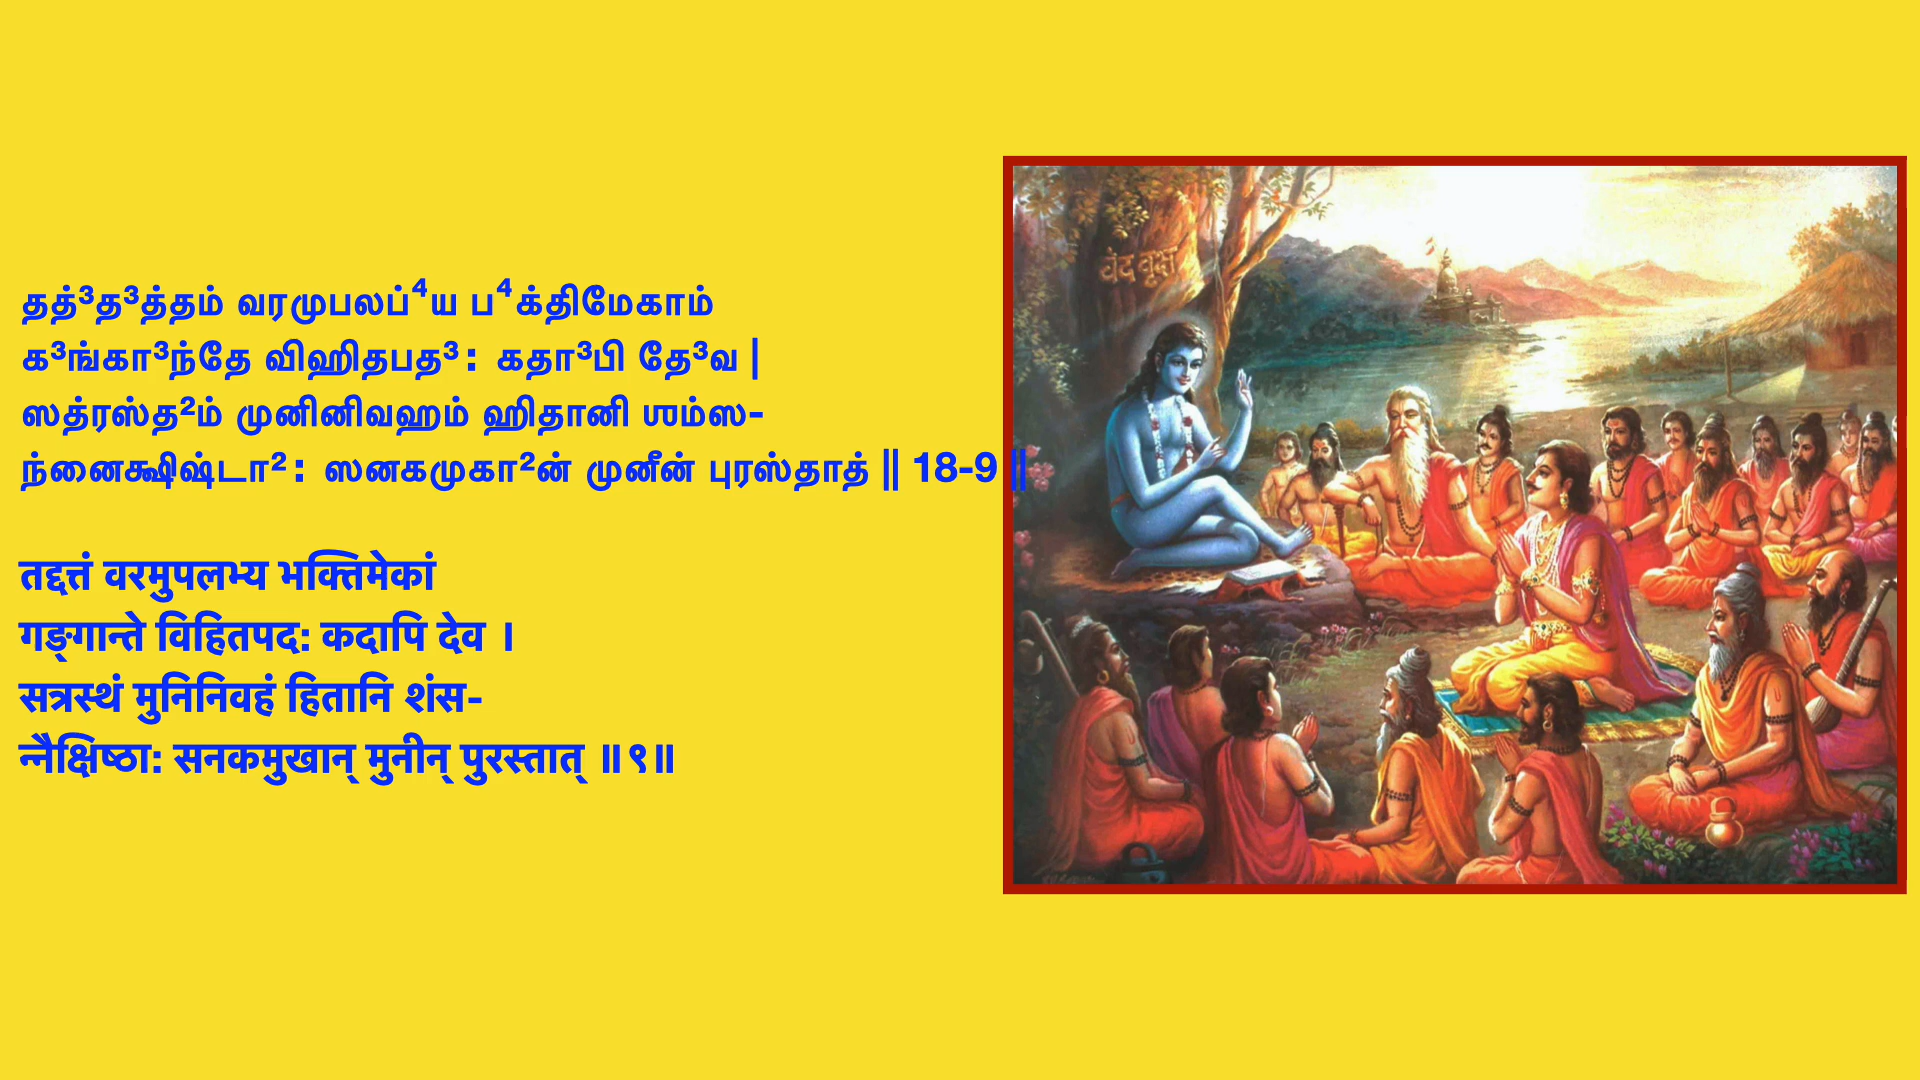 தத்³த³த்தம் வரமுபலப்⁴ய ப⁴க்திமேகாம்
க³ங்கா³ந்தே விஹிதபத³: கதா³பி தே³வ |
ஸத்ரஸ்த²ம் முனினிவஹம் ஹிதானி ஶம்ஸ-
ந்னைக்ஷிஷ்டா²: ஸனகமுகா²ன் முனீன் புரஸ்தாத் || 18-9 ||
तद्दत्तं वरमुपलभ्य भक्तिमेकां
गङ्गान्ते विहितपद: कदापि देव ।
सत्रस्थं मुनिनिवहं हितानि शंस-
न्नैक्षिष्ठा: सनकमुखान् मुनीन् पुरस्तात् ॥९॥
वेद वृक्ष